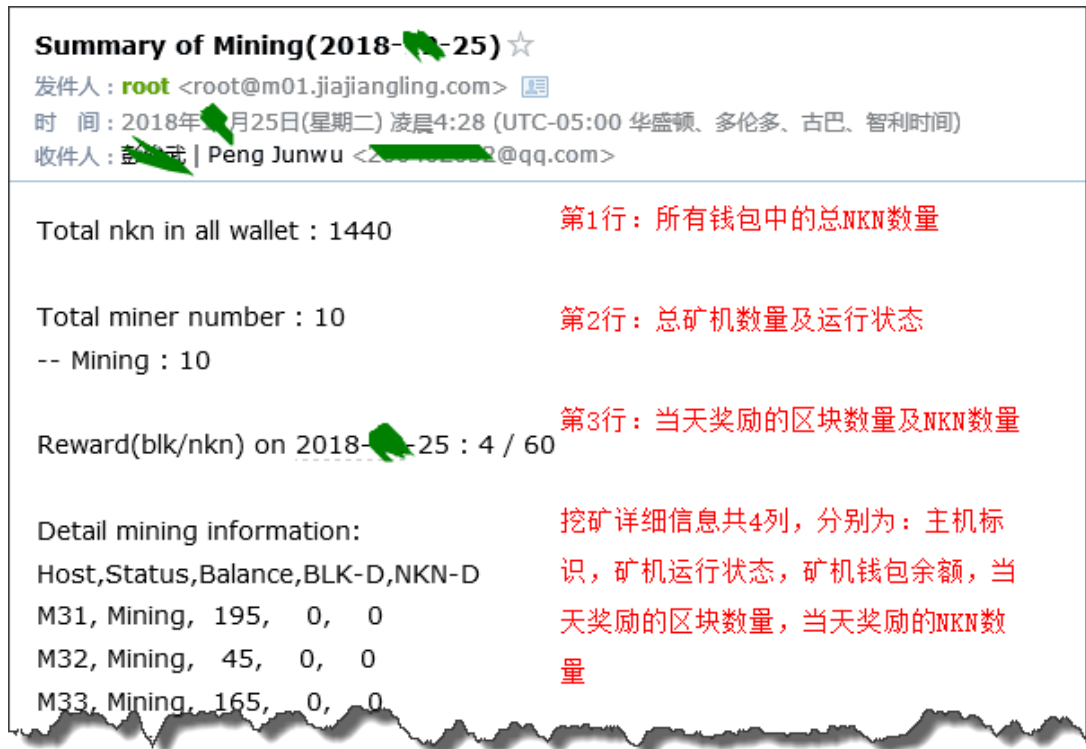 Summary of Mining(2018- -25)
发件人：root <root@m01.jiajiangling.com>
时 间：2018年 月25日(星期二) 凌晨4:28 (UTC-05:00 华盛顿、多伦多、古巴、智利时间)
收件人： | Peng Junwu < @qq.com>
Total nkn in all wallet : 1440
第1行：所有钱包中的总NKN数量
Total miner number : 10
第2行：总矿机数量及运行状态
-- Mining : 10
第3行：当天奖励的区块数量及NKN数量
Reward(blk/nkn) on 2018- -25 : 4 / 60
Detail mining information:
Host,Status,Balance,BLK-D,NKN-D
M31, Mining, 195, 0, 0
M32, Mining, 45, 0, 0
M33, Mining, 165, 0, 0
挖矿详细信息共4列，分别为：主机标
识，矿机运行状态，矿机钱包余额，当
天奖励的区块数量，当天奖励的NKN数
量